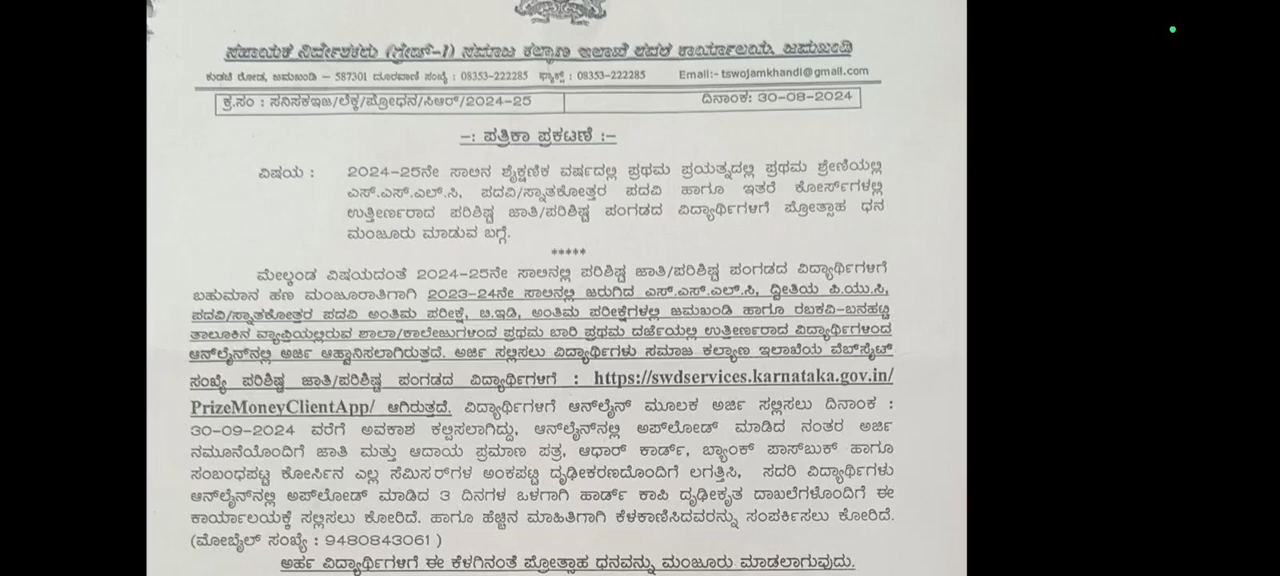 ಸಹಾಯಕ ನಿರ್ದೇಶಕರು (ಗ್ರೇಡ್-1) ಸಮಾಜ ಕಲ್ಯಾಣ ಇಲಾಖೆ ರವರ ಕಾರ್ಯಾಲಯ, ಜಮಖಂಡಿ
ಕುಡಚಿ ರೋಡ, ಜಮಖಂಡಿ – 587301 ದೂರವಾಣಿ ಸಂಖ್ಯೆ : 08353-222285 ಫ್ಯಾಕ್ಸ್ : 08353-222285 Email:- tswojamkhandi@gmail.com
ಕ್ರ.ಸಂ : ಸನಿಸಕಇಜ/ಲೆಕ್ಕ/ಪ್ರೋಧನ/ಸಿಆರ್/2024-25 ದಿನಾಂಕ: 30-08-2024
-: ಪತ್ರಿಕಾ ಪ್ರಕಟಣೆ :-
ವಿಷಯ : 2024-25ನೇ ಸಾಲಿನ ಶೈಕ್ಷಣಿಕ ವರ್ಷದಲ್ಲಿ ಪ್ರಥಮ ಪ್ರಯತ್ನದಲ್ಲಿ ಪ್ರಥಮ ಶ್ರೇಣಿಯಲ್ಲಿ
ಎಸ್.ಎಸ್.ಎಲ್.ಸಿ, ಪದವಿ/ಸ್ನಾತಕೋತ್ತರ ಪದವಿ ಹಾಗೂ ಇತರೆ ಕೋರ್ಸ್‌ಗಳಲ್ಲಿ
ಉತ್ತೀರ್ಣರಾದ ಪರಿಶಿಷ್ಟ ಜಾತಿ/ಪರಿಶಿಷ್ಟ ಪಂಗಡದ ವಿದ್ಯಾರ್ಥಿಗಳಿಗೆ ಪ್ರೋತ್ಸಾಹ ಧನ
ಮಂಜೂರು ಮಾಡುವ ಬಗ್ಗೆ.
*****
ಮೇಲ್ಕಂಡ ವಿಷಯದಂತೆ 2024-25ನೇ ಸಾಲಿನಲ್ಲಿ ಪರಿಶಿಷ್ಟ ಜಾತಿ/ಪರಿಶಿಷ್ಟ ಪಂಗಡದ ವಿದ್ಯಾರ್ಥಿಗಳಿಗೆ
ಬಹುಮಾನ ಹಣ ಮಂಜೂರಾತಿಗಾಗಿ 2023-24ನೇ ಸಾಲಿನಲ್ಲಿ ಜರುಗಿದ ಎಸ್.ಎಸ್.ಎಲ್.ಸಿ, ದ್ವೀತಿಯ ಪಿ.ಯು.ಸಿ,
ಪದವಿ/ಸ್ನಾತಕೋತ್ತರ ಪದವಿ ಅಂತಿಮ ಪರೀಕ್ಷೆ, ಬಿ.ಇಡಿ, ಅಂತಿಮ ಪರೀಕ್ಷೆಗಳಲ್ಲಿ ಜಮಖಂಡಿ ಹಾಗೂ ರಬಕವಿ-ಬನಹಟ್ಟಿ
ತಾಲೂಕಿನ ವ್ಯಾಪ್ತಿಯಲ್ಲಿರುವ ಶಾಲಾ/ಕಾಲೇಜುಗಳಿಂದ ಪ್ರಥಮ ಬಾರಿ ಪ್ರಥಮ ದರ್ಜೆಯಲ್ಲಿ ಉತ್ತೀರ್ಣರಾದ ವಿದ್ಯಾರ್ಥಿಗಳಿಂದ
ಆನ್‌ಲೈನ್‌ನಲ್ಲಿ ಅರ್ಜಿ ಆಹ್ವಾನಿಸಲಾಗಿರುತ್ತದೆ. ಅರ್ಜಿ ಸಲ್ಲಿಸಲು ವಿದ್ಯಾರ್ಥಿಗಳು ಸಮಾಜ ಕಲ್ಯಾಣ ಇಲಾಖೆಯ ವೆಬ್‌ಸೈಟ್
ಸಂಖ್ಯೇ ಪರಿಶಿಷ್ಟ ಜಾತಿ/ಪರಿಶಿಷ್ಟ ಪಂಗಡದ ವಿದ್ಯಾರ್ಥಿಗಳಿಗೆ : https://swdservices.karnataka.gov.in/
PrizeMoneyClientApp/ ಆಗಿರುತ್ತದೆ. ವಿದ್ಯಾರ್ಥಿಗಳಿಗೆ ಆನ್‌ಲೈನ್ ಮೂಲಕ ಅರ್ಜಿ ಸಲ್ಲಿಸಲು ದಿನಾಂಕ :
30-09-2024 ವರೆಗೆ ಅವಕಾಶ ಕಲ್ಪಿಸಲಾಗಿದ್ದು, ಆನ್‌ಲೈನ್‌ನಲ್ಲಿ ಅಪ್‌ಲೋಡ್ ಮಾಡಿದ ನಂತರ ಅರ್ಜಿ
ನಮೂನೆಯೊಂದಿಗೆ ಜಾತಿ ಮತ್ತು ಆದಾಯ ಪ್ರಮಾಣ ಪತ್ರ, ಆಧಾರ್ ಕಾರ್ಡ್, ಬ್ಯಾಂಕ್ ಪಾಸ್‌ಬುಕ್ ಹಾಗೂ
ಸಂಬಂಧಪಟ್ಟ ಕೋರ್ಸಿನ ಎಲ್ಲ ಸೆಮಿಸರ್‌ಗಳ ಅಂಕಪಟ್ಟಿ ದೃಢೀಕರಣದೊಂದಿಗೆ ಲಗತ್ತಿಸಿ, ಸದರಿ ವಿದ್ಯಾರ್ಥಿಗಳು
ಆನ್‌ಲೈನ್‌ನಲ್ಲಿ ಅಪ್‌ಲೋಡ್ ಮಾಡಿದ 3 ದಿನಗಳ ಒಳಗಾಗಿ ಹಾರ್ಡ್ ಕಾಪಿ ದೃಢೀಕೃತ ದಾಖಲೆಗಳೊಂದಿಗೆ ಈ
ಕಾರ್ಯಾಲಯಕ್ಕೆ ಸಲ್ಲಿಸಲು ಕೋರಿದೆ. ಹಾಗೂ ಹೆಚ್ಚಿನ ಮಾಹಿತಿಗಾಗಿ ಕೆಳಕಾಣಿಸಿದವರನ್ನು ಸಂಪರ್ಕಿಸಲು ಕೋರಿದೆ.
(ಮೋಬೈಲ್ ಸಂಖ್ಯೆ : 9480843061 )
ಅರ್ಹ ವಿದ್ಯಾರ್ಥಿಗಳಿಗೆ ಈ ಕೆಳಗಿನಂತೆ ಪ್ರೋತ್ಸಾಹ ಧನವನ್ನು ಮಂಜೂರು ಮಾಡಲಾಗುವುದು.